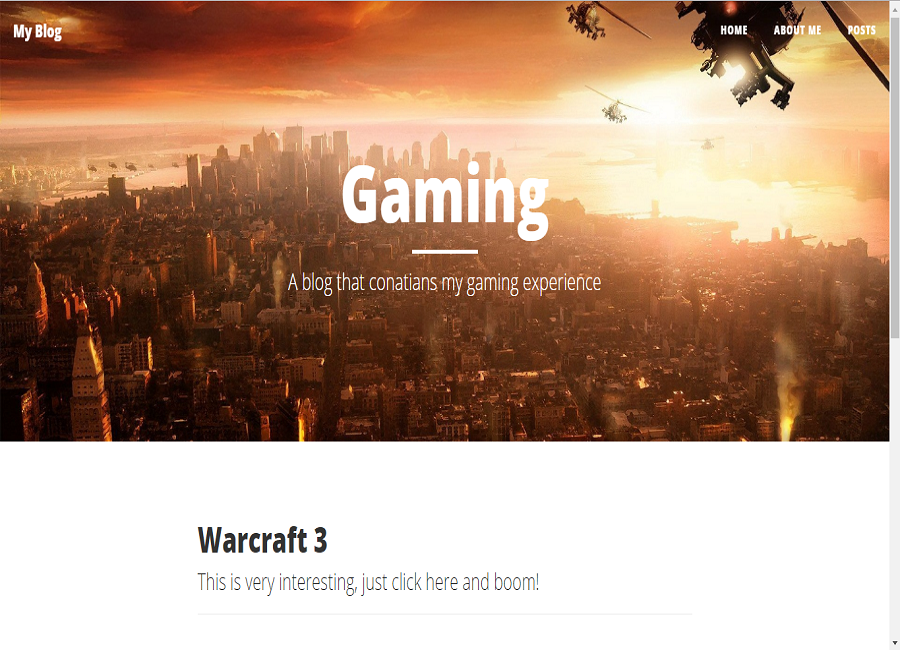 My Blog
HOME ABOUT ME POSTS
Gaming
A blog that conatians my gaming experience
Warcraft 3
This is very interesting, just click here and boom!